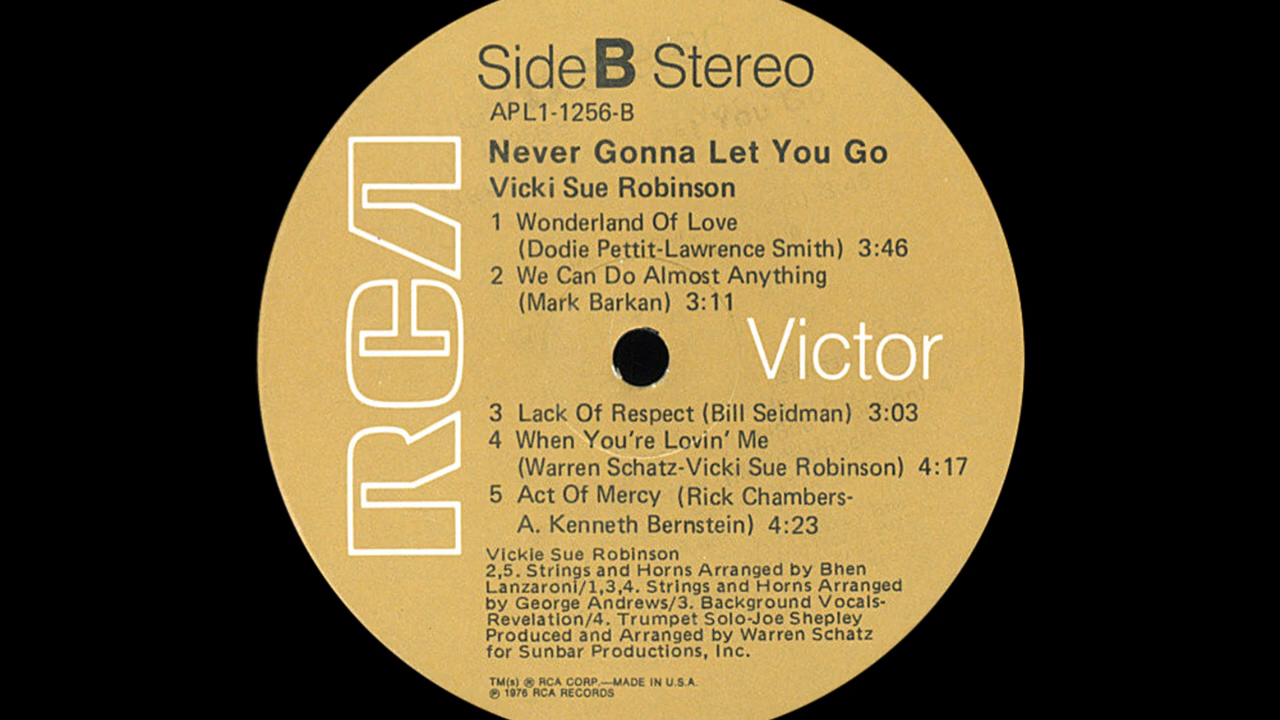 Side B Stereo
APL1-1256-B
Never Gonna Let You Go
Vicki Sue Robinson
1 Wonderland Of Love
(Dodie Pettit-Lawrence Smith) 3:46
2 We Can Do Almost Anything
(Mark Barkan) 3:11
RCA
Victor
3 Lack Of Respect (Bill Seidman) 3:03
4 When You're Lovin' Me
(Warren Schatz-Vicki Sue Robinson) 4:17
5 Act Of Mercy (Rick Chambers-
A. Kenneth Bernstein) 4:23
Vickie Sue Robinson
2,5. Strings and Horns Arranged by Bhen
Lanzaroni/1,3,4. Strings and Horns Arranged
by George Andrews/3. Background Vocals-
Revelation/4. Trumpet Solo-Joe Shepley
Produced and Arranged by Warren Schatz
for Sunbar Productions, Inc.
TM(s) ® RCA CORP.—MADE IN U.S.A.
℗ 1976 RCA RECORDS